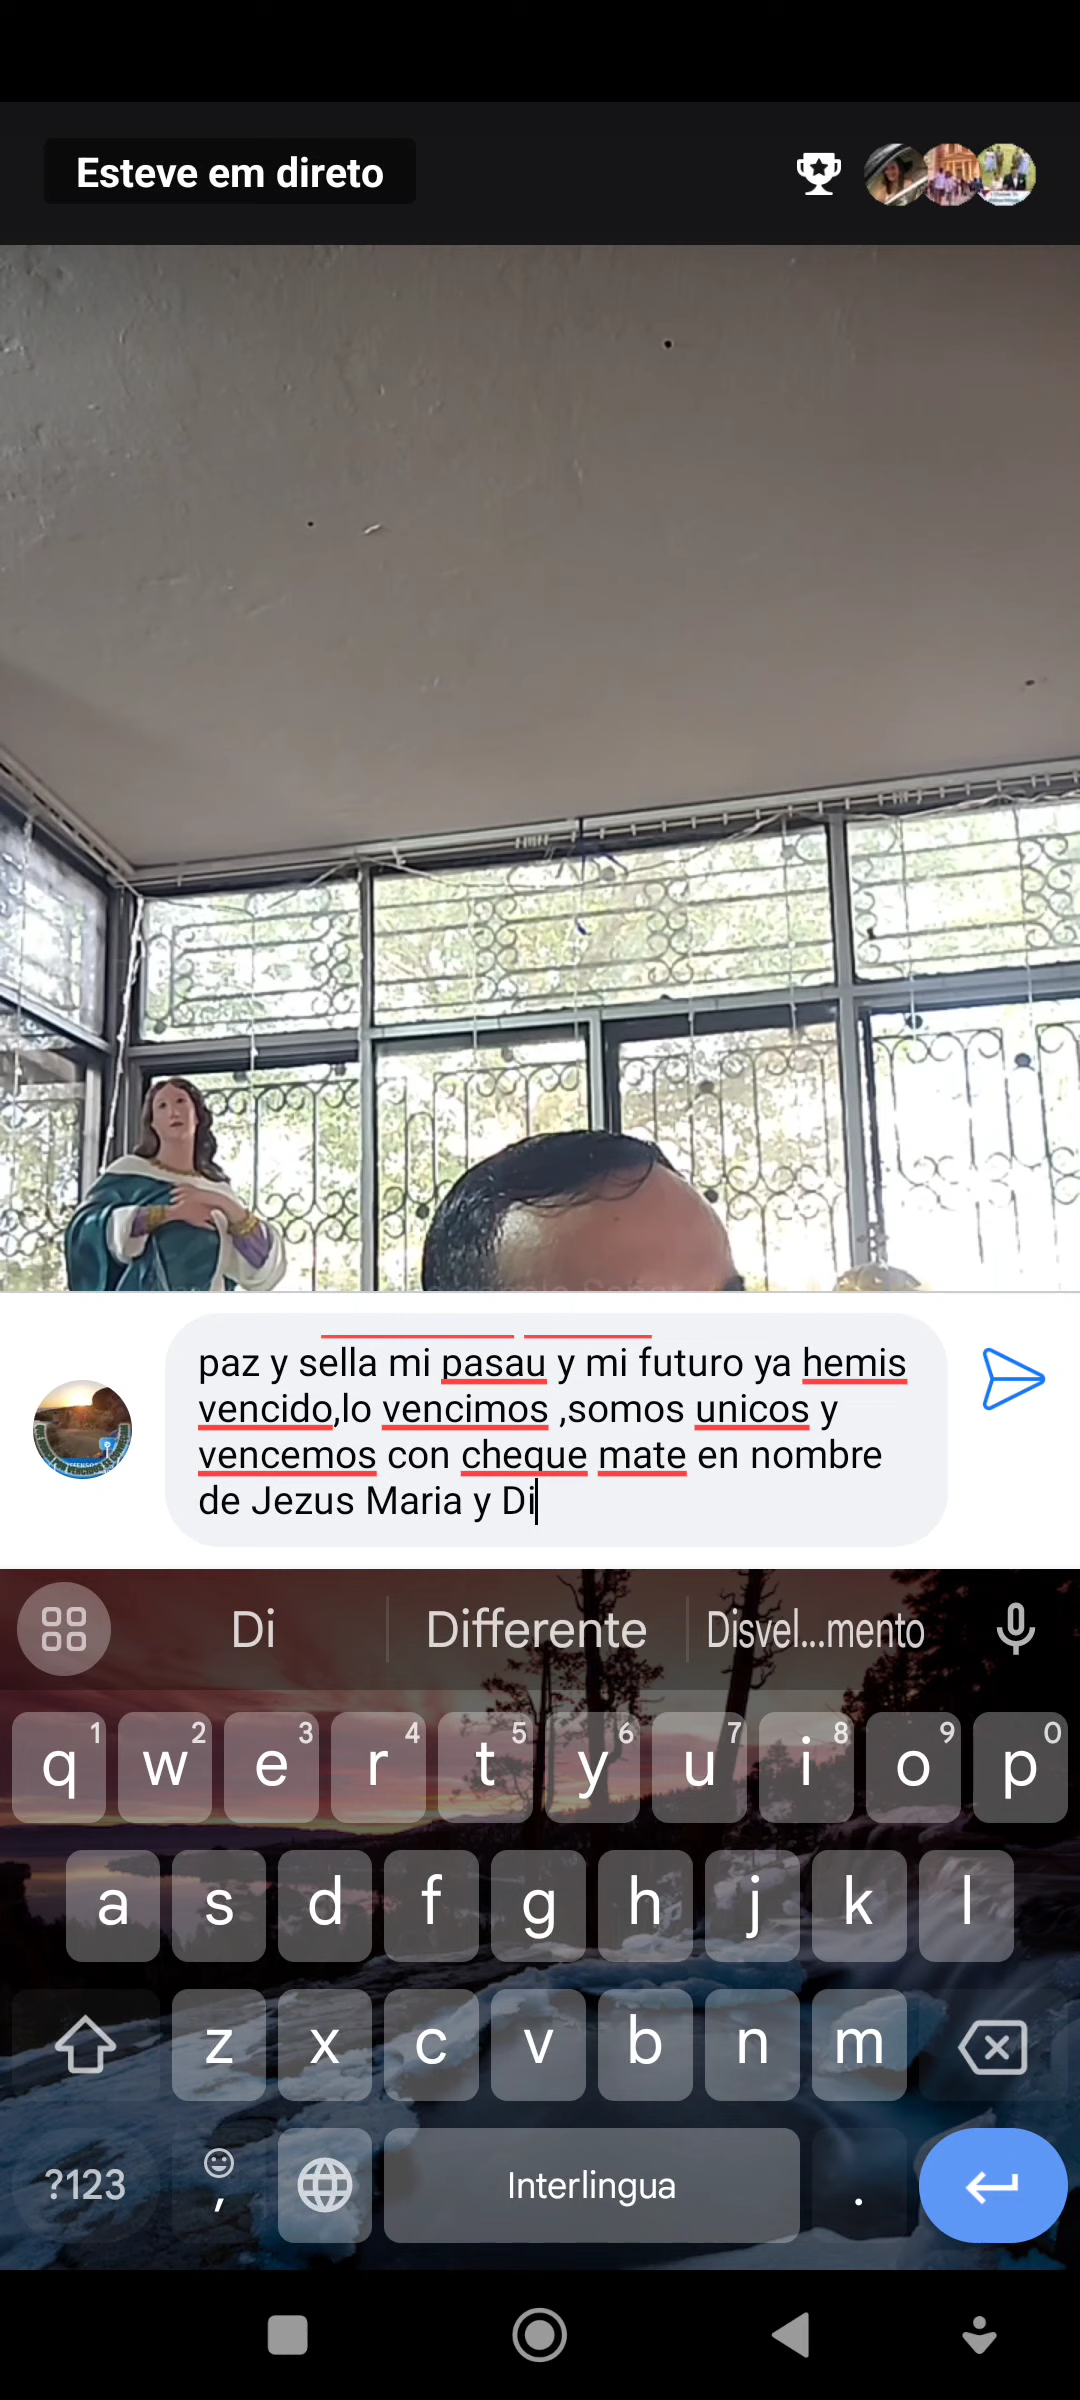 Esteve em direto
paz y sella mi pasau y mi futuro ya hemis
vencido,lo vencimos ,somos unicos y
vencemos con cheque mate en nombre
de Jezus Maria y Di
Di Differente Disvel...mento
q 1 w 2 e 3 r 4 t 5 y 6 u 7 i 8 o 9 p 0
a s d f g h j k l
z x c v b n m
?123 , Interlingua .